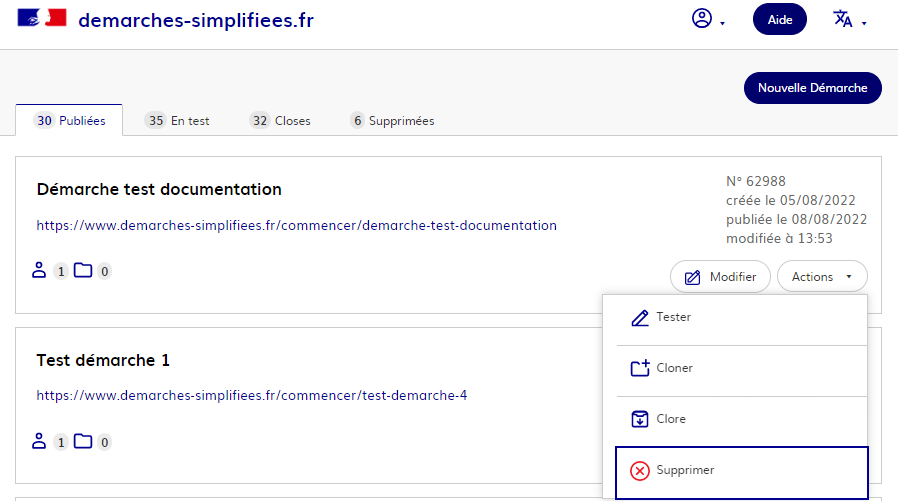 demarches-simplifiees.fr
Aide
Nouvelle Démarche
30 Publiées
35 En test
32 Closes
6 Supprimées
Démarche test documentation
N° 62988
créée le 05/08/2022
https://www.demarches-simplifiees.fr/commencer/demarche-test-documentation
publiée le 08/08/2022
modifiée à 13:53
1 0
Modifier
Actions
Tester
Test démarche 1
Cloner
https://www.demarches-simplifiees.fr/commencer/test-demarche-4
Clore
1 0
Supprimer